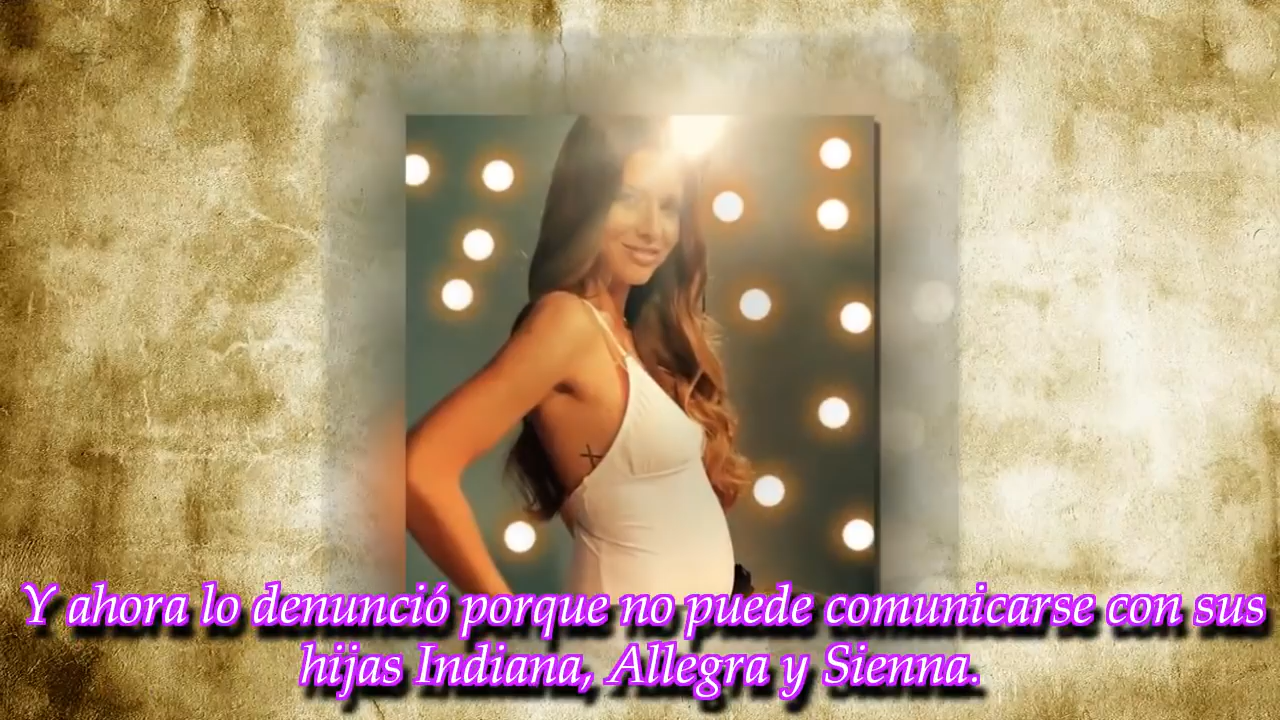 Y ahora lo denunció porque no puede comunicarse con sus
hijas Indiana, Allegra y Sienna.